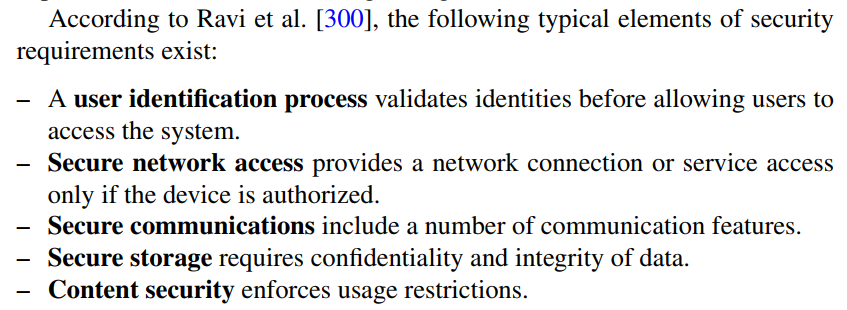 According to Ravi et al. [300], the following typical elements of security
requirements exist:
– A user identification process validates identities before allowing users to
access the system.
– Secure network access provides a network connection or service access
only if the device is authorized.
– Secure communications include a number of communication features.
– Secure storage requires confidentiality and integrity of data.
– Content security enforces usage restrictions.